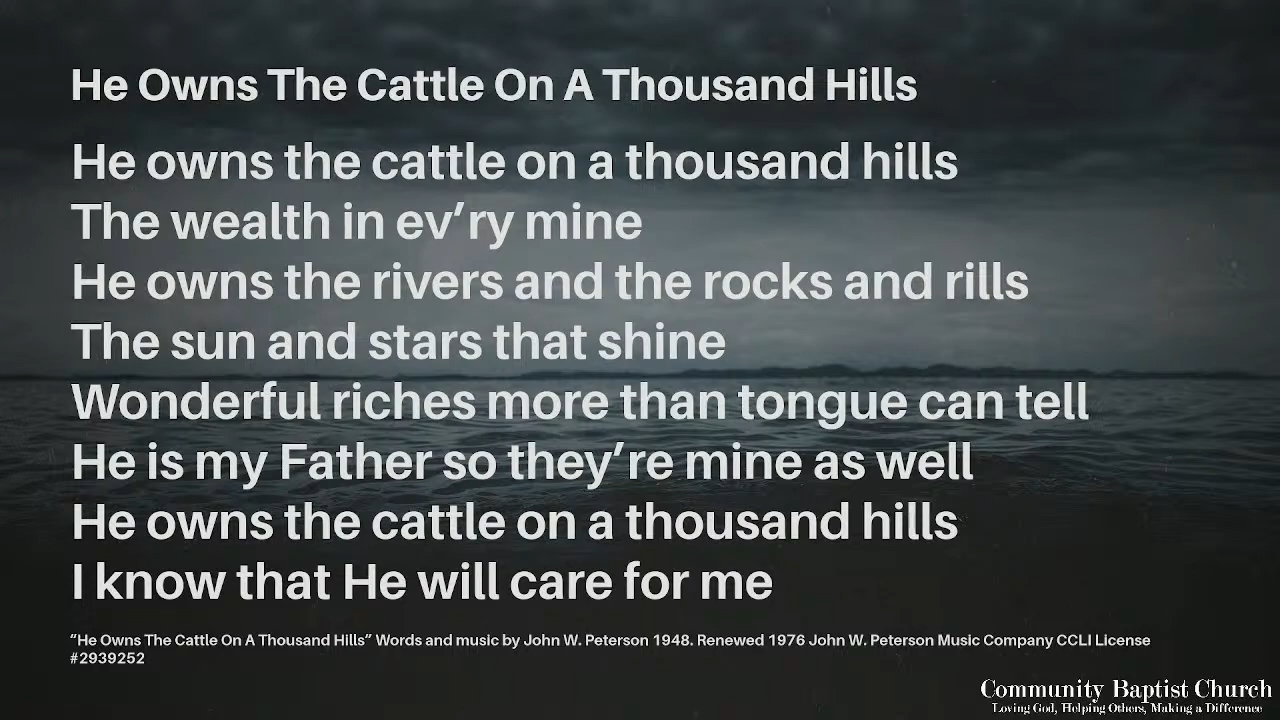 He Owns The Cattle On A Thousand Hills
He owns the cattle on a thousand hills
The wealth in ev’ry mine
He owns the rivers and the rocks and rills
The sun and stars that shine
Wonderful riches more than tongue can tell
He is my Father so they’re mine as well
He owns the cattle on a thousand hills
I know that He will care for me
“He Owns The Cattle On A Thousand Hills” Words and music by John W. Peterson 1948. Renewed 1976 John W. Peterson Music Company CCLI License
#2939252
Community Baptist Church
Loving God, Helping Others, Making a Difference